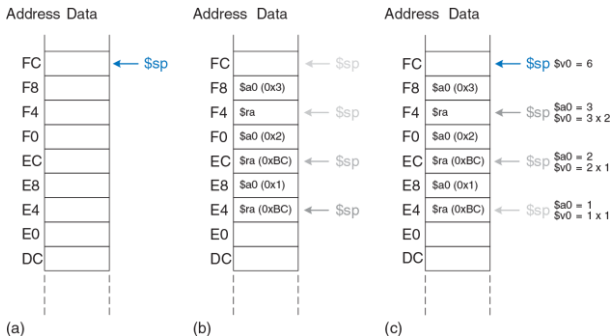 Address Data
FC
$sp
F8
F4
F0
EC
E8
E4
E0
DC
(a)
Address Data
FC
$sp
F8 $a0 (0x3)
F4 $ra
$sp
F0 $a0 (0x2)
EC $ra (0xBC)
$sp
E8 $a0 (0x1)
E4 $ra (0xBC)
$sp
E0
DC
(b)
Address Data
FC
$sp $v0 = 6
F8 $a0 (0x3)
F4 $ra
$sp $a0 = 3
$v0 = 3 x 2
F0 $a0 (0x2)
EC $ra (0xBC)
$sp $a0 = 2
$v0 = 2 x 1
E8 $a0 (0x1)
E4 $ra (0xBC)
$sp $a0 = 1
$v0 = 1 x 1
E0
DC
(c)